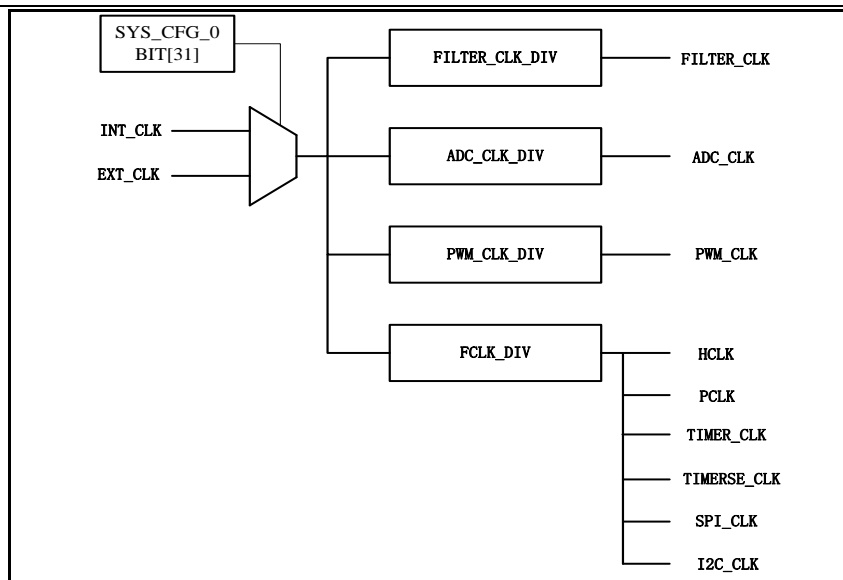 SYS_CFG_0
BIT[31]
INT_CLK
EXT_CLK
FILTER_CLK_DIV
FILTER_CLK
ADC_CLK_DIV
ADC_CLK
PWM_CLK_DIV
PWM_CLK
FCLK_DIV
HCLK
PCLK
TIMER_CLK
TIMERSE_CLK
SPI_CLK
I2C_CLK